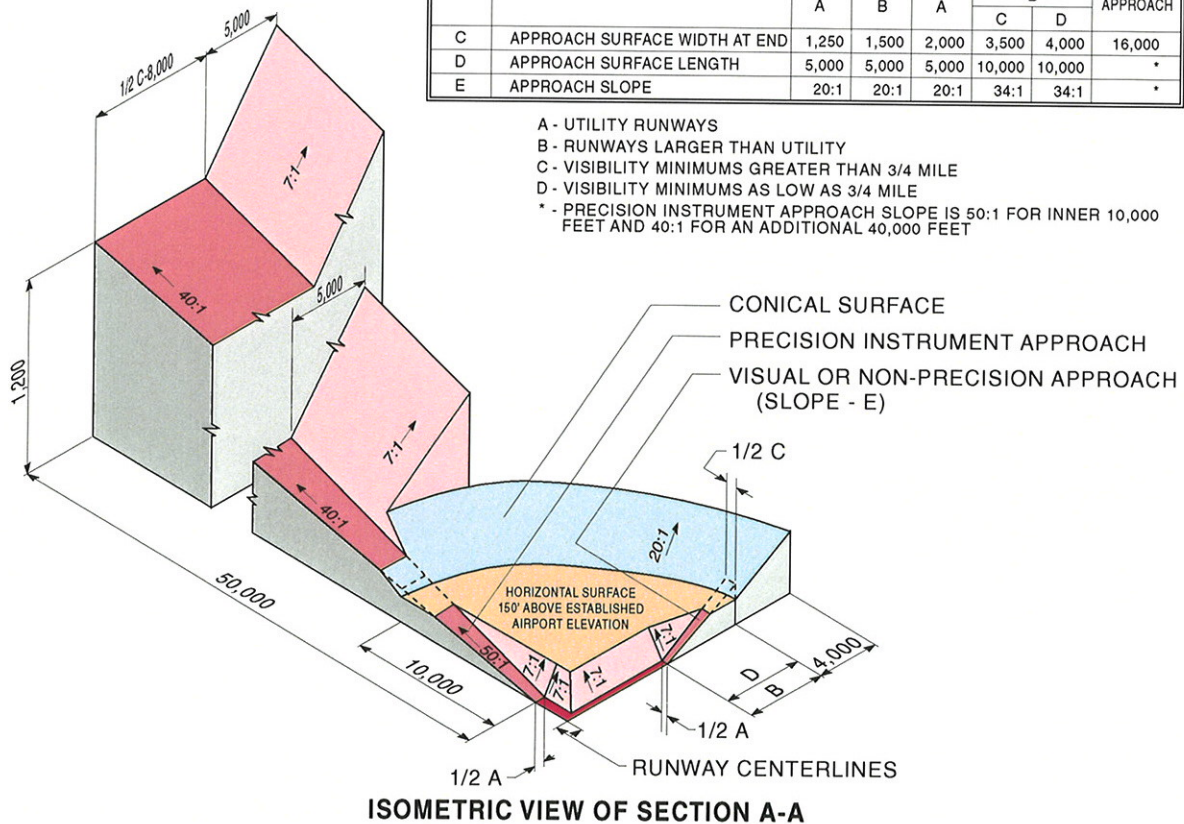 A B A APPROACH
C D
C APPROACH SURFACE WIDTH AT END 1,250 1,500 2,000 3,500 4,000 16,000
D APPROACH SURFACE LENGTH 5,000 5,000 5,000 10,000 10,000 *
E APPROACH SLOPE 20:1 20:1 20:1 34:1 34:1 *
A - UTILITY RUNWAYS
B - RUNWAYS LARGER THAN UTILITY
C - VISIBILITY MINIMUMS GREATER THAN 3/4 MILE
D - VISIBILITY MINIMUMS AS LOW AS 3/4 MILE
* - PRECISION INSTRUMENT APPROACH SLOPE IS 50:1 FOR INNER 10,000
FEET AND 40:1 FOR AN ADDITIONAL 40,000 FEET
5,000
1/2 C-8,000
7:1
40:1
5,000
1,200
CONICAL SURFACE
PRECISION INSTRUMENT APPROACH
VISUAL OR NON-PRECISION APPROACH
(SLOPE - E)
7:1
1/2 C
40:1
20:1
50,000
HORIZONTAL SURFACE
150' ABOVE ESTABLISHED
AIRPORT ELEVATION
50:1
7:1
7:1
7:1
7:1
10,000
4,000
D
B
1/2 A
1/2 A
RUNWAY CENTERLINES
ISOMETRIC VIEW OF SECTION A-A